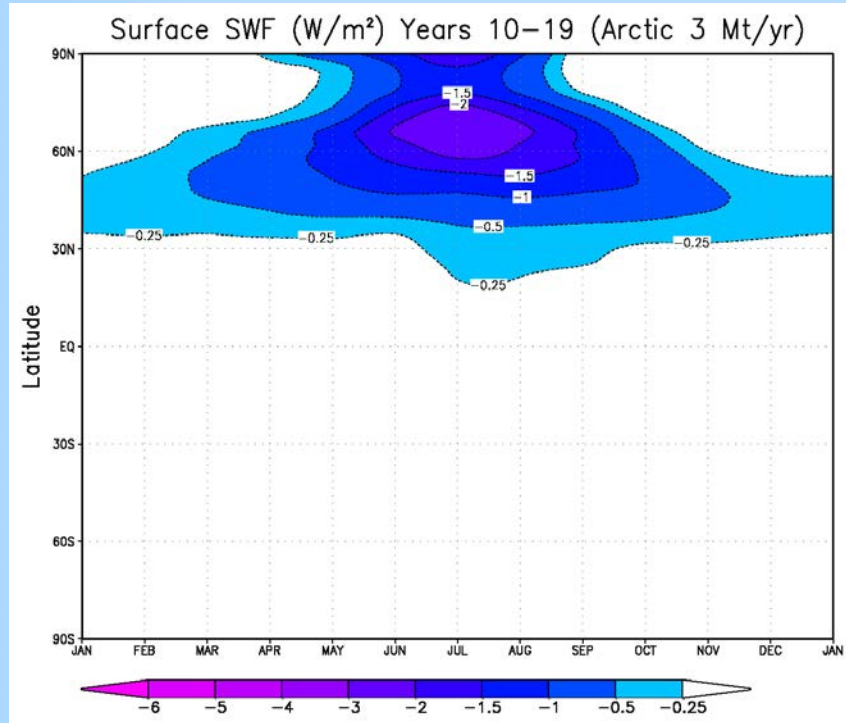 Surface SWF (W/m²) Years 10-19 (Arctic 3 Mt/yr)
90N
-1.5
-2
60N
-1.5
-1
-0.5
-0.25 -0.25 -0.25
30N
-0.25
Latitude
EQ
30S
60S
90S
JAN FEB MAR APR MAY JUN JUL AUG SEP OCT NOV DEC JAN
-6 -5 -4 -3 -2 -1.5 -1 -0.5 -0.25